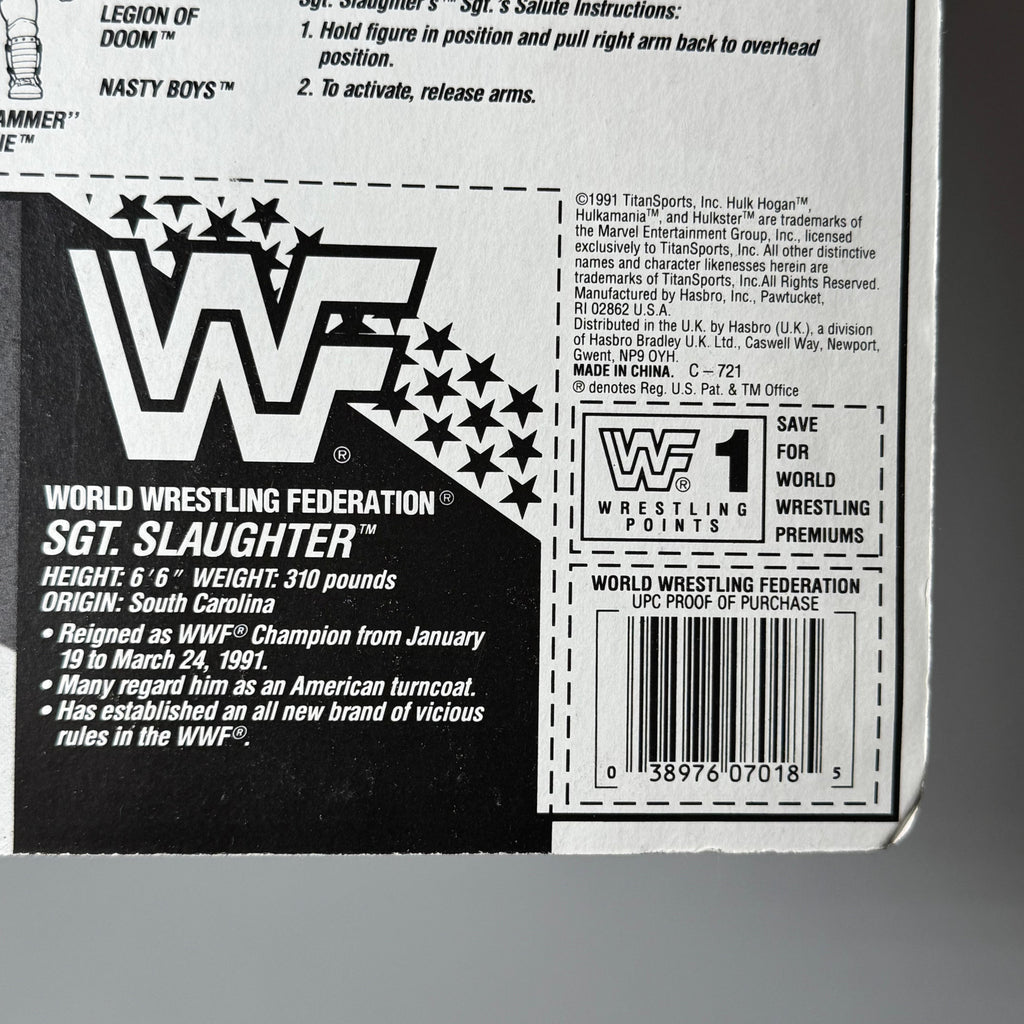 LEGION OF
DOOM™
NASTY BOYS™
AMMER”
IE™
Sgt. Slaughter's™ Sgt.'s Salute Instructions:
1. Hold figure in position and pull right arm back to overhead
position.
2. To activate, release arms.
WF®
WORLD WRESTLING FEDERATION®
SGT. SLAUGHTER™
HEIGHT: 6'6" WEIGHT: 310 pounds
ORIGIN: South Carolina
• Reigned as WWF® Champion from January
19 to March 24, 1991.
• Many regard him as an American turncoat.
• Has established an all new brand of vicious
rules in the WWF®.
©1991 TitanSports, Inc. Hulk Hogan™,
Hulkamania™, and Hulkster™ are trademarks of
the Marvel Entertainment Group, Inc., licensed
exclusively to TitanSports, Inc. All other distinctive
names and character likenesses herein are
trademarks of TitanSports, Inc.All Rights Reserved.
Manufactured by Hasbro, Inc., Pawtucket,
RI 02862 U.S.A.
Distributed in the U.K. by Hasbro (U.K.), a division
of Hasbro Bradley U.K. Ltd., Caswell Way, Newport,
Gwent, NP9 OYH.
MADE IN CHINA. C–721
® denotes Reg. U.S. Pat. & TM Office
WF® 1
WRESTLING
POINTS
SAVE
FOR
WORLD
WRESTLING
PREMIUMS
WORLD WRESTLING FEDERATION
UPC PROOF OF PURCHASE
0 38976 07018 5